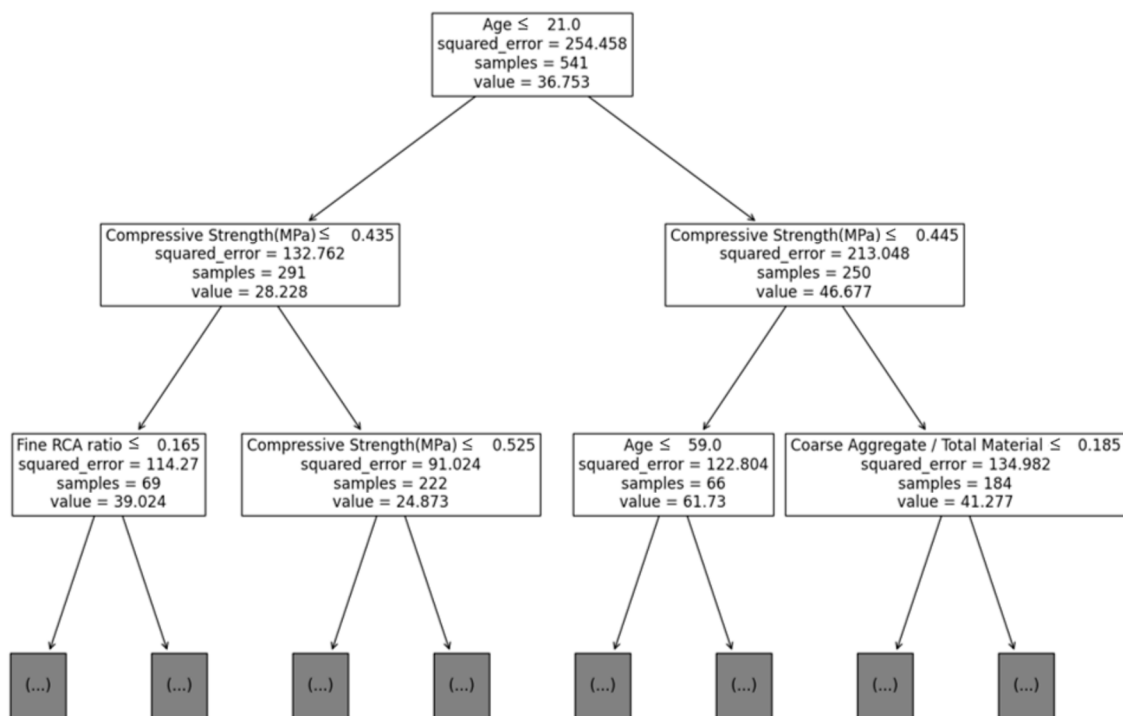 Age ≤ 21.0
squared_error = 254.458
samples = 541
value = 36.753
Compressive Strength(MPa) ≤ 0.435
squared_error = 132.762
samples = 291
value = 28.228
Compressive Strength(MPa) ≤ 0.445
squared_error = 213.048
samples = 250
value = 46.677
Fine RCA ratio ≤ 0.165
squared_error = 114.27
samples = 69
value = 39.024
Compressive Strength(MPa) ≤ 0.525
squared_error = 91.024
samples = 222
value = 24.873
Age ≤ 59.0
squared_error = 122.804
samples = 66
value = 61.73
Coarse Aggregate / Total Material ≤ 0.185
squared_error = 134.982
samples = 184
value = 41.277
(...)
(...)
(...)
(...)
(...)
(...)
(...)
(...)